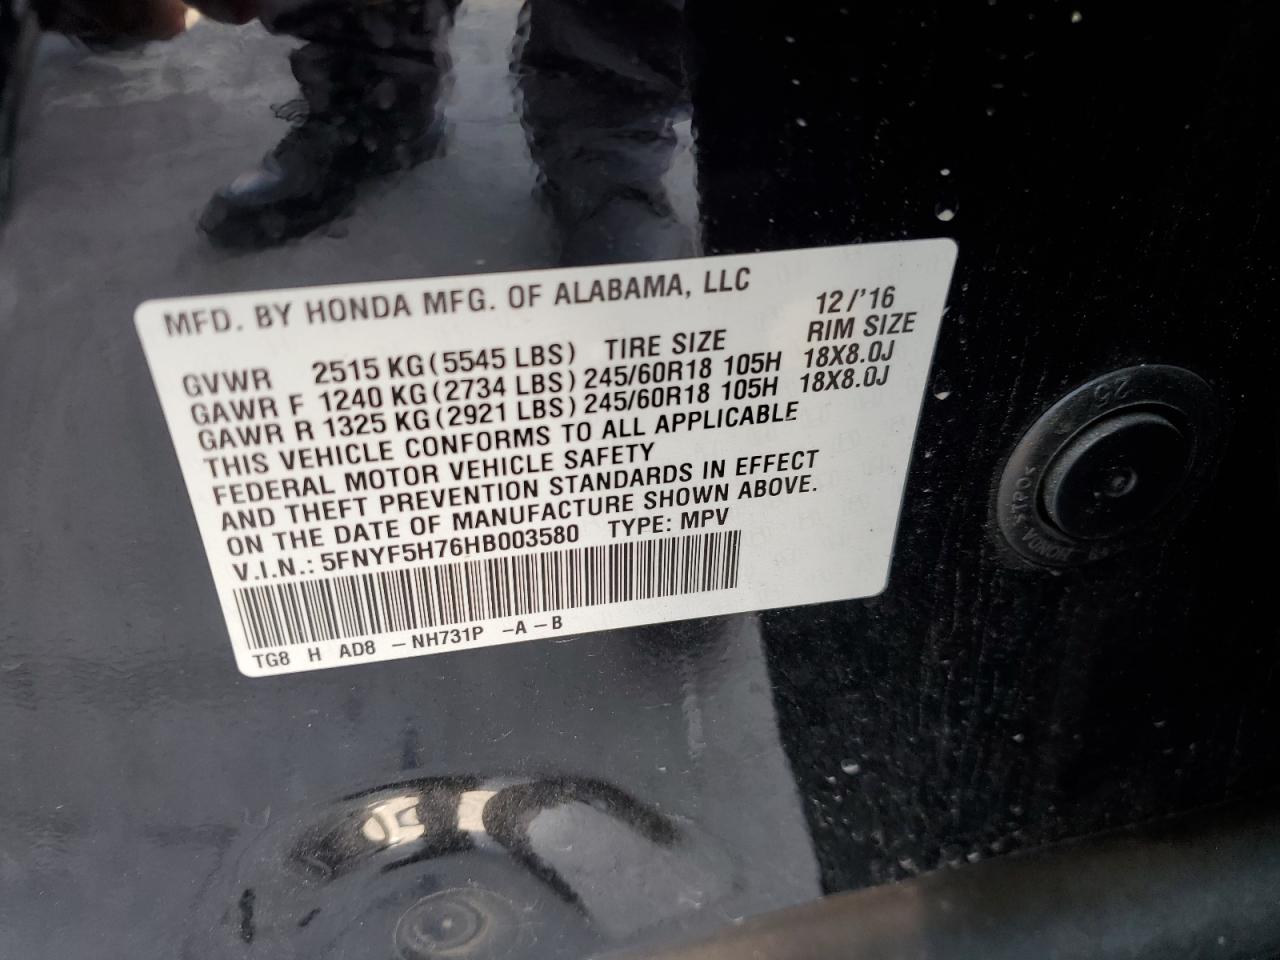 MFD. BY HONDA MFG. OF ALABAMA, LLC 12/'16
GVWR 2515 KG (5545 LBS) TIRE SIZE RIM SIZE
GAWR F 1240 KG (2734 LBS) 245/60R18 105H 18X8.0J
GAWR R 1325 KG (2921 LBS) 245/60R18 105H 18X8.0J
THIS VEHICLE CONFORMS TO ALL APPLICABLE
FEDERAL MOTOR VEHICLE SAFETY
AND THEFT PREVENTION STANDARDS IN EFFECT
ON THE DATE OF MANUFACTURE SHOWN ABOVE.
V.I.N.: 5FNYF5H76HB003580 TYPE: MPV
TG8 H AD8 -NH731P -A-B
25